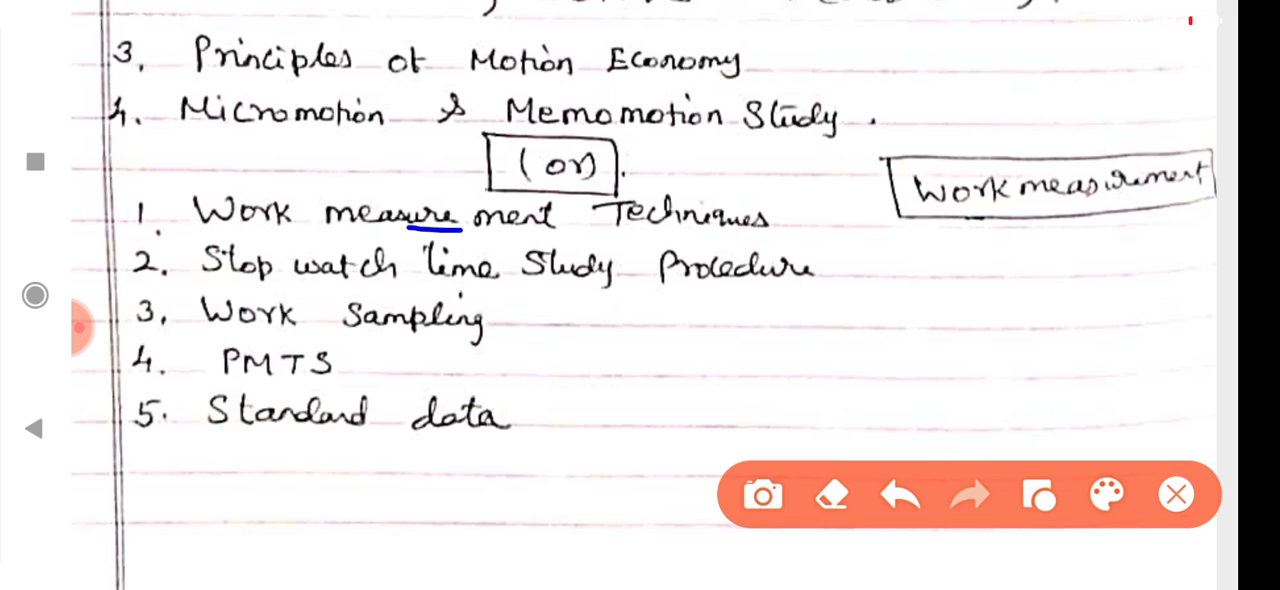 3. Principles of Motion Economy
4. Micromotion & Memomotion Study.
(or).
Work measurement
1. Work measurement Techniques
2. Stop watch time Study Procedure
3. Work Sampling
4. PMTS
5. Standard data